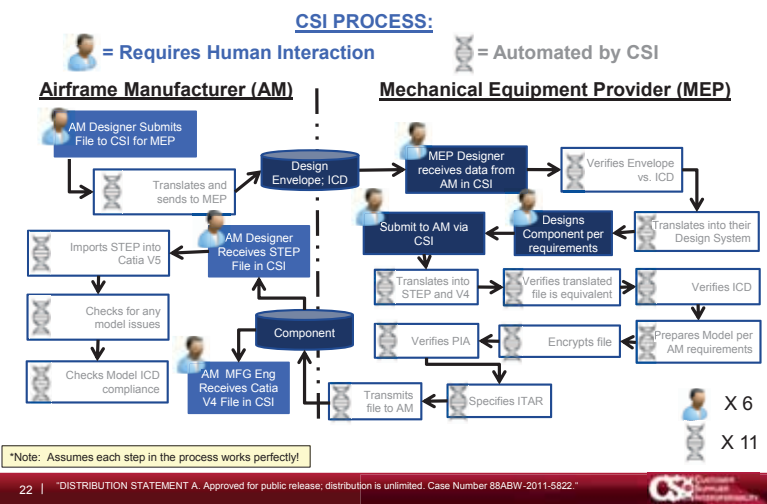 CSI PROCESS:
= Requires Human Interaction
= Automated by CSI
Airframe Manufacturer (AM)
Mechanical Equipment Provider (MEP)
AM Designer Submits
File to CSI for MEP
Translates and
sends to MEP
Design
Envelope; ICD
MEP Designer
receives data from
AM in CSI
Verifies Envelope
vs. ICD
Translates into their
Design System
Designs
Component per
requirements
Submit to AM via
CSI
Translates into
STEP and V4
Verifies translated
file is equivalent
Verifies ICD
Prepares Model per
AM requirements
Encrypts file
Verifies PIA
Specifies ITAR
Transmits
file to AM
Component
AM Designer
Receives STEP
File in CSI
Imports STEP into
Catia V5
Checks for any
model issues
Checks Model ICD
compliance
AM MFG Eng
Receives Catia
V4 File in CSI
X 6
X 11
*Note: Assumes each step in the process works perfectly!
22 | "DISTRIBUTION STATEMENT A. Approved for public release; distribution is unlimited. Case Number 88ABW-2011-5822."
CSI
CUSTOMER
SUPPLIER
INTEROPERABILITY